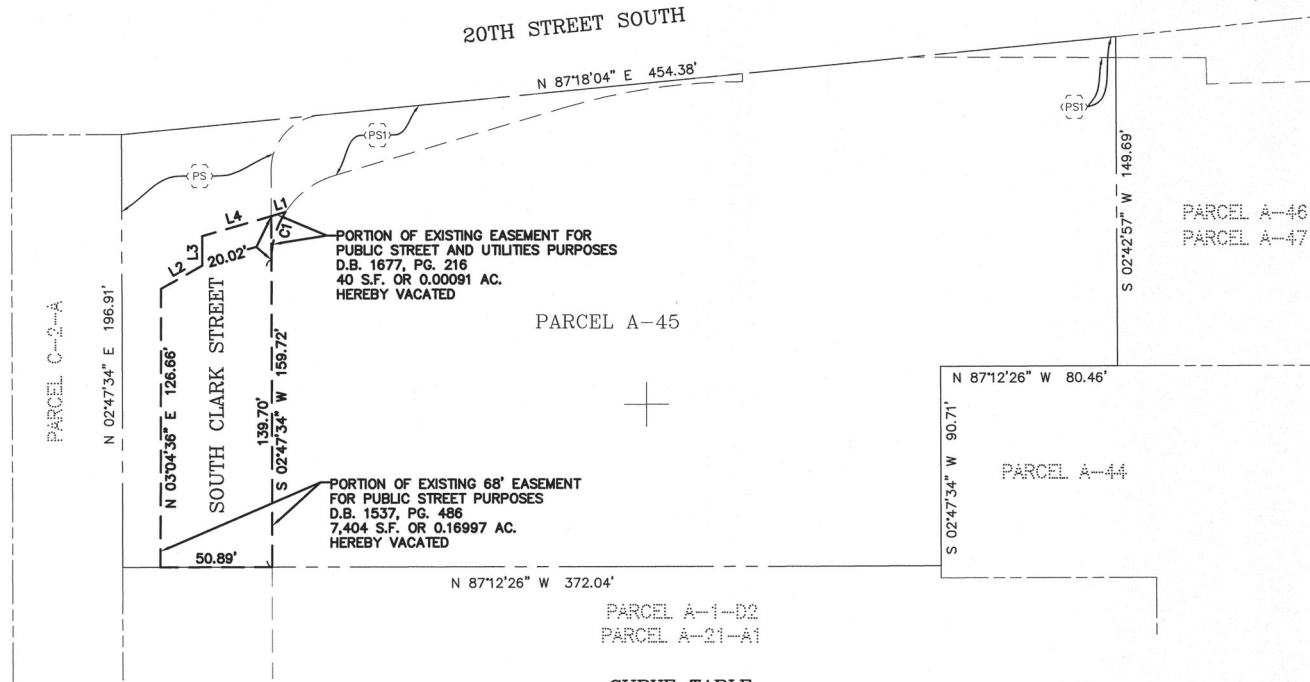 20TH STREET SOUTH
N 87°18'04" E 454.38'
PS1
PS1
PS
L1
L4
C1
L3
L2
20.02'
PORTION OF EXISTING EASEMENT FOR
PUBLIC STREET AND UTILITIES PURPOSES
D.B. 1677, PG. 216
40 S.F. OR 0.00091 AC.
HEREBY VACATED
S 02°42'57" W 149.69'
PARCEL A-46
PARCEL A-47
PARCEL C-2-A
N 02°47'34" E 196.91'
N 03°04'36" E 126.66'
SOUTH CLARK STREET
139.70'
S 02°47'34" W 159.72'
PARCEL A-45
N 87°12'26" W 80.46'
S 02°47'34" W 90.71'
PARCEL A-44
PORTION OF EXISTING 68' EASEMENT
FOR PUBLIC STREET PURPOSES
D.B. 1537, PG. 486
7,404 S.F. OR 0.16997 AC.
HEREBY VACATED
50.89'
N 87°12'26" W 372.04'
PARCEL A-1-D2
PARCEL A-21-A1
CURVE TABLE